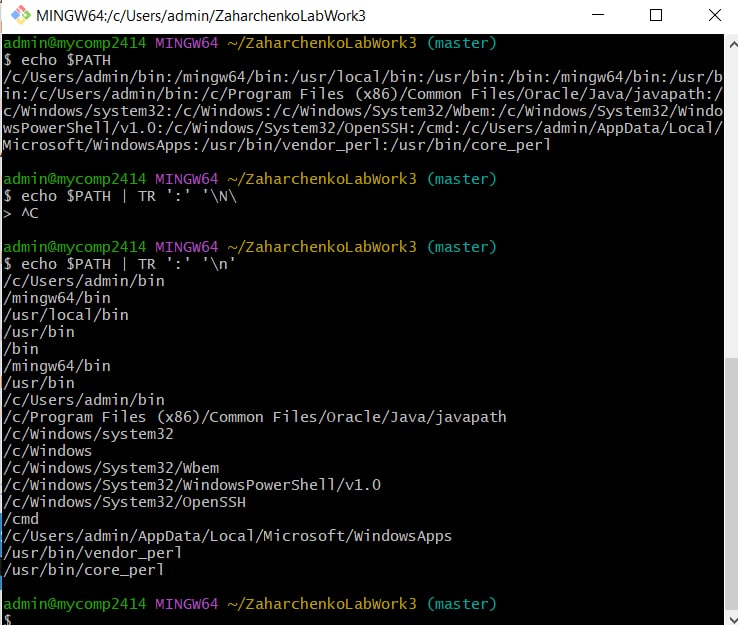 MINGW64:/c/Users/admin/ZaharchenkoLabWork3
admin@mycomp2414 MINGW64 ~/ZaharchenkoLabWork3 (master)
$ echo $PATH
/c/Users/admin/bin:/mingw64/bin:/usr/local/bin:/usr/bin:/bin:/mingw64/bin:/usr/b
in:/c/Users/admin/bin:/c/Program Files (x86)/Common Files/Oracle/Java/javapath:/
c/Windows/system32:/c/Windows:/c/Windows/System32/Wbem:/c/Windows/System32/Windo
wsPowerShell/v1.0:/c/Windows/System32/OpenSSH:/cmd:/c/Users/admin/AppData/Local/
Microsoft/WindowsApps:/usr/bin/vendor_perl:/usr/bin/core_perl
admin@mycomp2414 MINGW64 ~/ZaharchenkoLabWork3 (master)
$ echo $PATH | TR ':' '\N\
> ^C
admin@mycomp2414 MINGW64 ~/ZaharchenkoLabWork3 (master)
$ echo $PATH | TR ':' '\n'
/c/Users/admin/bin
/mingw64/bin
/usr/local/bin
/usr/bin
/bin
/mingw64/bin
/usr/bin
/c/Users/admin/bin
/c/Program Files (x86)/Common Files/Oracle/Java/javapath
/c/Windows/system32
/c/Windows
/c/Windows/System32/Wbem
/c/Windows/System32/WindowsPowerShell/v1.0
/c/Windows/System32/OpenSSH
/cmd
/c/Users/admin/AppData/Local/Microsoft/WindowsApps
/usr/bin/vendor_perl
/usr/bin/core_perl
admin@mycomp2414 MINGW64 ~/ZaharchenkoLabWork3 (master)
$